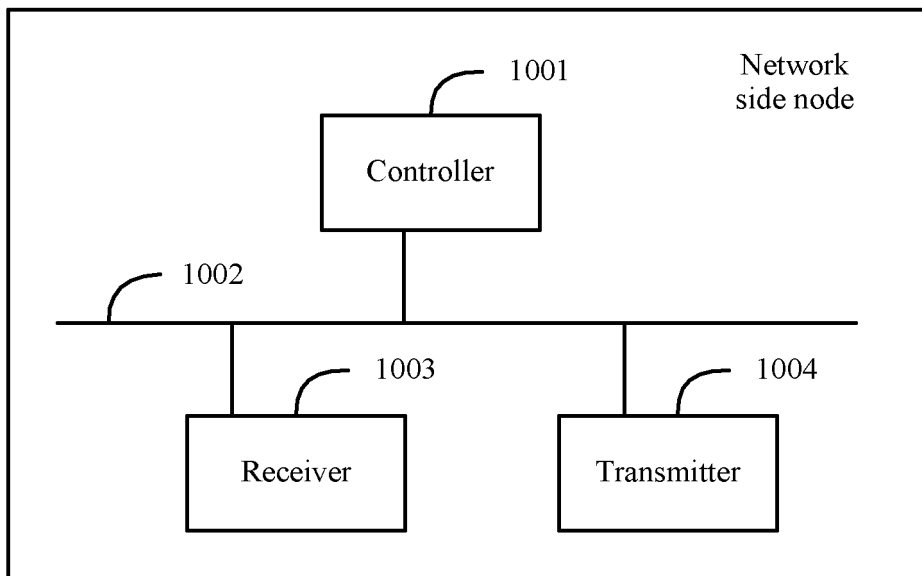 1001
Network
side node
Controller
1002
1003
1004
Receiver
Transmitter